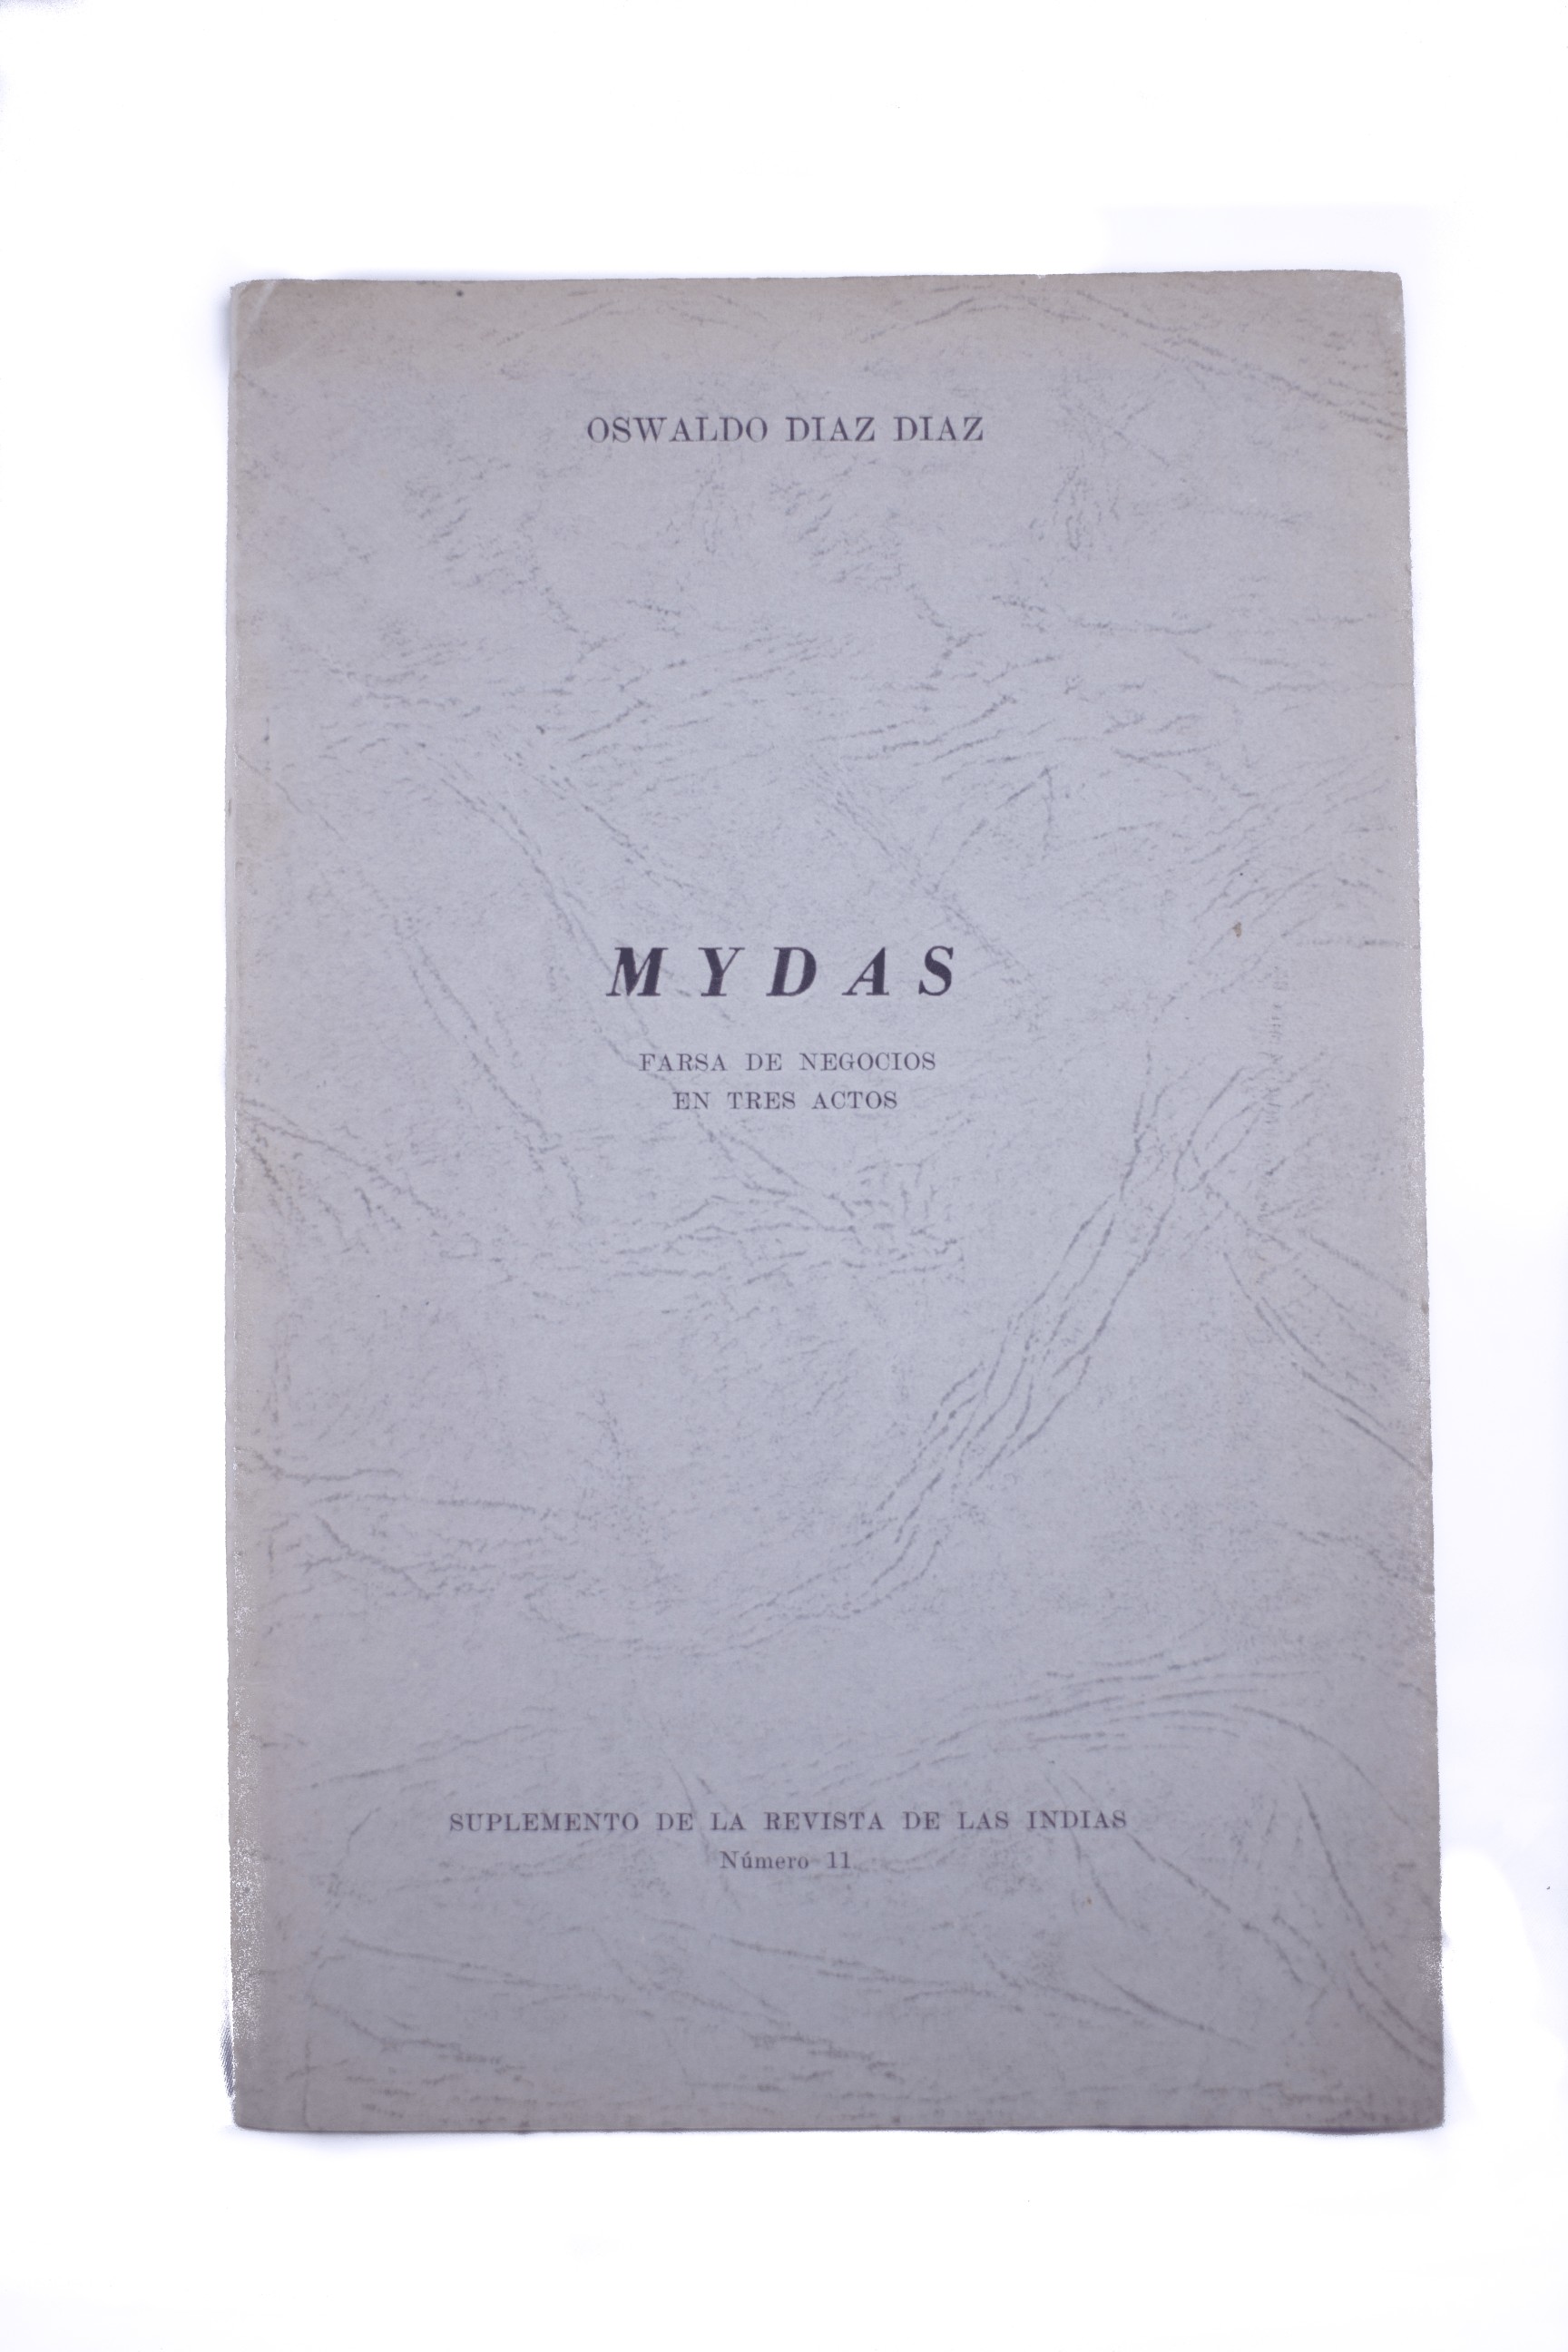 OSWALDO DIAZ DIAZ
MYDAS
FARSA DE NEGOCIOS
EN TRES ACTOS
SUPLEMENTO DE LA REVISTA DE LAS INDIAS
Número 11